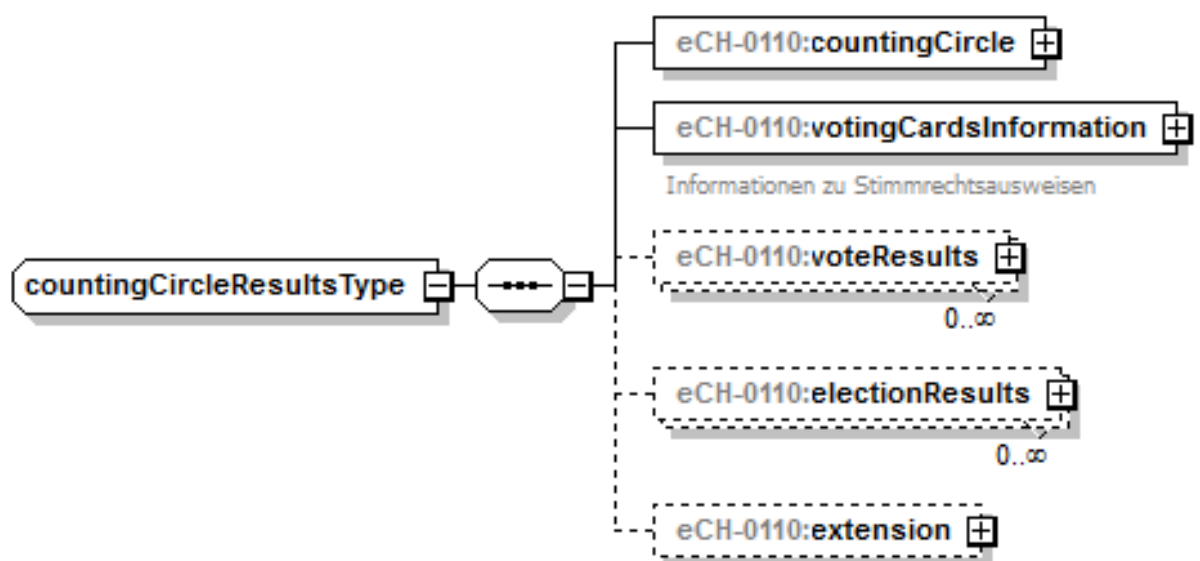 eCH-0110:countingCircle
eCH-0110:votingCardsInformation
Informationen zu Stimmrechtsausweisen
eCH-0110:voteResults
0..∞
countingCircleResultsType
eCH-0110:electionResults
0..∞
eCH-0110:extension